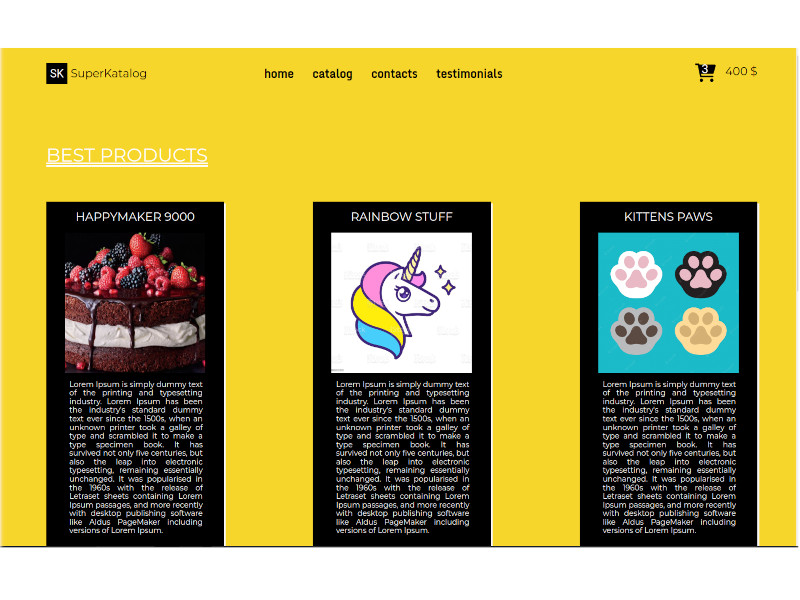 SK SuperKatalog home catalog contacts testimonials 3 400 $
BEST PRODUCTS
HAPPYMAKER 9000
Lorem Ipsum is simply dummy text
of the printing and typesetting
industry. Lorem Ipsum has been
the industry's standard dummy
text ever since the 1500s, when an
unknown printer took a galley of
type and scrambled it to make a
type specimen book. It has
survived not only five centuries, but
also the leap into electronic
typesetting, remaining essentially
unchanged. It was popularised in
the 1960s with the release of
Letraset sheets containing Lorem
Ipsum passages, and more recently
with desktop publishing software
like Aldus PageMaker including
versions of Lorem Ipsum.
RAINBOW STUFF
Lorem Ipsum is simply dummy text
of the printing and typesetting
industry. Lorem Ipsum has been
the industry's standard dummy
text ever since the 1500s, when an
unknown printer took a galley of
type and scrambled it to make a
type specimen book. It has
survived not only five centuries, but
also the leap into electronic
typesetting, remaining essentially
unchanged. It was popularised in
the 1960s with the release of
Letraset sheets containing Lorem
Ipsum passages, and more recently
with desktop publishing software
like Aldus PageMaker including
versions of Lorem Ipsum.
KITTENS PAWS
Lorem Ipsum is simply dummy text
of the printing and typesetting
industry. Lorem Ipsum has been
the industry's standard dummy
text ever since the 1500s, when an
unknown printer took a galley of
type and scrambled it to make a
type specimen book. It has
survived not only five centuries, but
also the leap into electronic
typesetting, remaining essentially
unchanged. It was popularised in
the 1960s with the release of
Letraset sheets containing Lorem
Ipsum passages, and more recently
with desktop publishing software
like Aldus PageMaker including
versions of Lorem Ipsum.